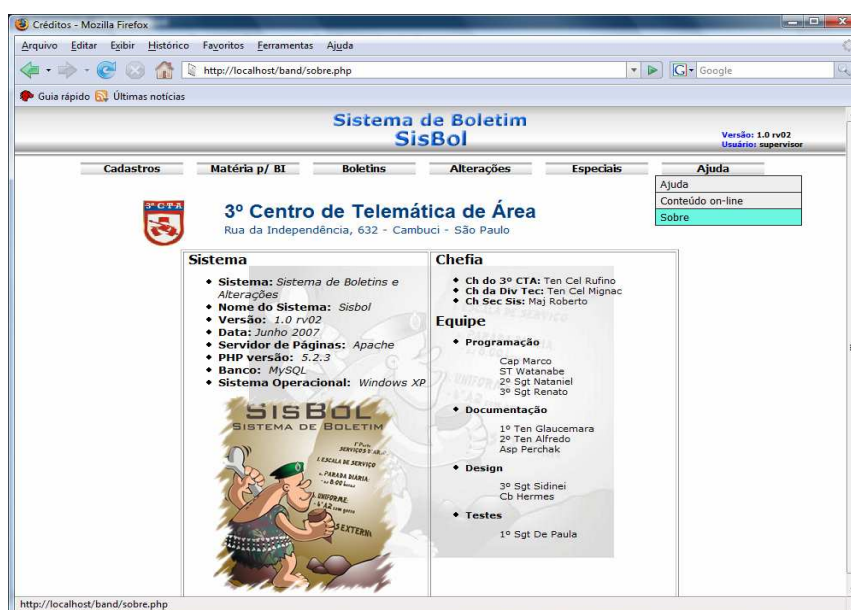 Créditos - Mozilla Firefox
Arquivo Editar Exibir Histórico Favoritos Ferramentas Ajuda
http://localhost/band/sobre.php
Google
Guia rápido Últimas notícias
Sistema de Boletim
SisBol
Versão: 1.0 rv02
Usuário: supervisor
Cadastros Matéria p/ BI Boletins Alterações Especiais Ajuda
Ajuda
Conteúdo on-line
Sobre
3º CTA
3º Centro de Telemática de Área
Rua da Independência, 632 - Cambuci - São Paulo
Sistema
Sistema: Sistema de Boletins e
Alterações
Nome do Sistema: Sisbol
Versão: 1.0 rv02
Data: Junho 2007
Servidor de Páginas: Apache
PHP versão: 5.2.3
Banco: MySQL
Sistema Operacional: Windows XP
SISBOL
SISTEMA DE BOLETIM
SERVIÇOS
ESCALA DE SERVIÇO
PARADA DIARIA
8:00 horas
UNIFORME:
EXTERN
Chefia
Ch do 3º CTA: Ten Cel Rufino
Ch da Div Tec: Ten Cel Mignac
Ch Sec Sis: Maj Roberto
Equipe
Programação
Cap Marco
ST Watanabe
2º Sgt Nataniel
3º Sgt Renato
Documentação
1º Ten Glaucemara
2º Ten Alfredo
Asp Perchak
Design
3º Sgt Sidinei
Cb Hermes
Testes
1º Sgt De Paula
http://localhost/band/sobre.php